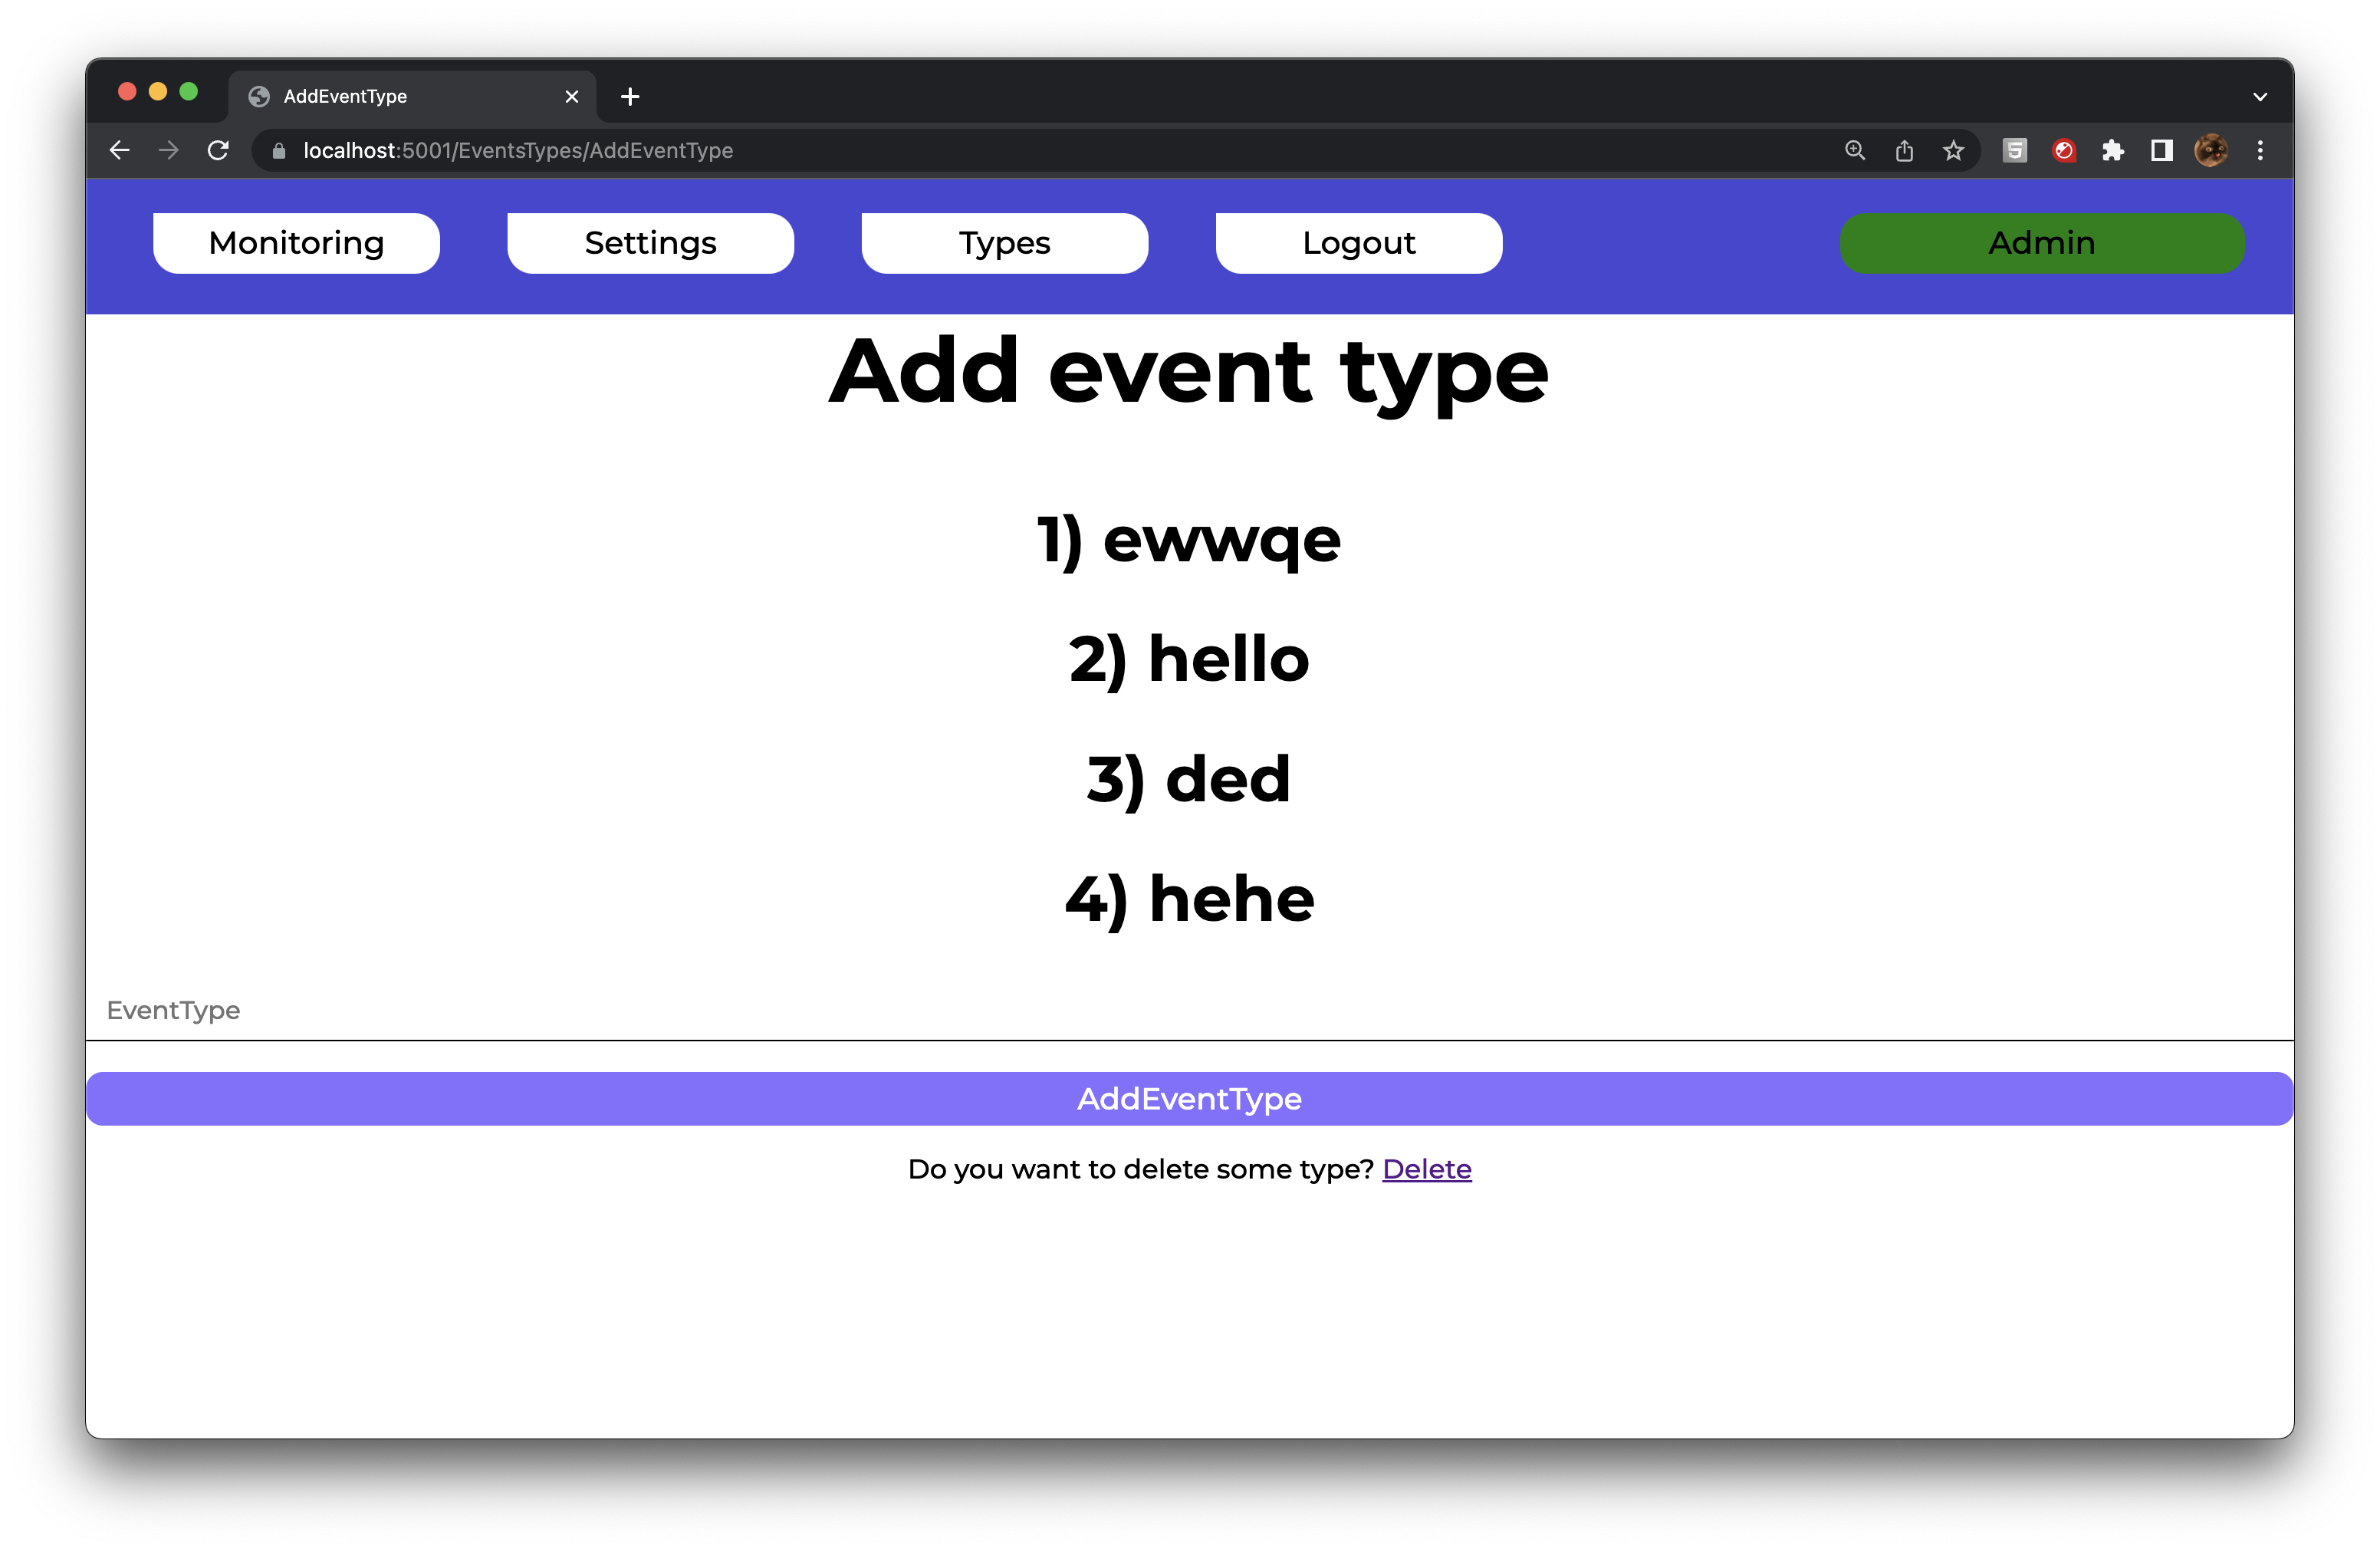 AddEventType
localhost:5001/EventsTypes/AddEventType
Monitoring Settings Types Logout Admin
Add event type
1) ewwqe
2) hello
3) ded
4) hehe
EventType
AddEventType
Do you want to delete some type? Delete